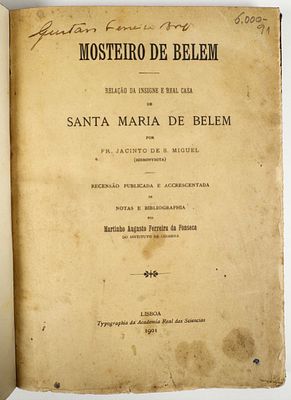 6.000-
91
MOSTEIRO DE BELEM
RELAÇÃO DA INSIGNE E REAL CASA
DE
SANTA MARIA DE BELEM
POR
FR. JACINTO DE S. MIGUEL
(HIERONYMITA)
RECENSÃO PUBLICADA E ACCRESCENTADA
DE
NOTAS E BIBLIOGRAPHIA
POR
Martinho Augusto Ferreira da Fonseca
DO INSTITUTO DE COIMBRA
LISBOA
Typographia da Academia Real das Sciencias
1901